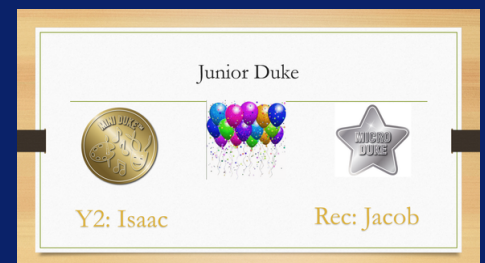 Junior Duke
MINI DUKE
MICRO
DUKE
Y2: Isaac
Rec: Jacob